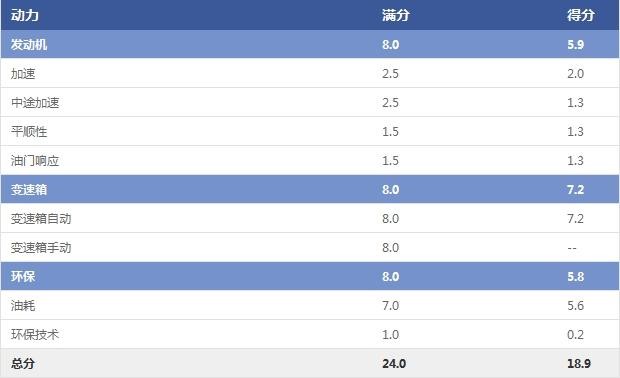 动力 满分 得分
发动机 8.0 5.9
加速 2.5 2.0
中途加速 2.5 1.3
平顺性 1.5 1.3
油门响应 1.5 1.3
变速箱 8.0 7.2
变速箱自动 8.0 7.2
变速箱手动 8.0 --
环保 8.0 5.8
油耗 7.0 5.6
环保技术 1.0 0.2
总分 24.0 18.9